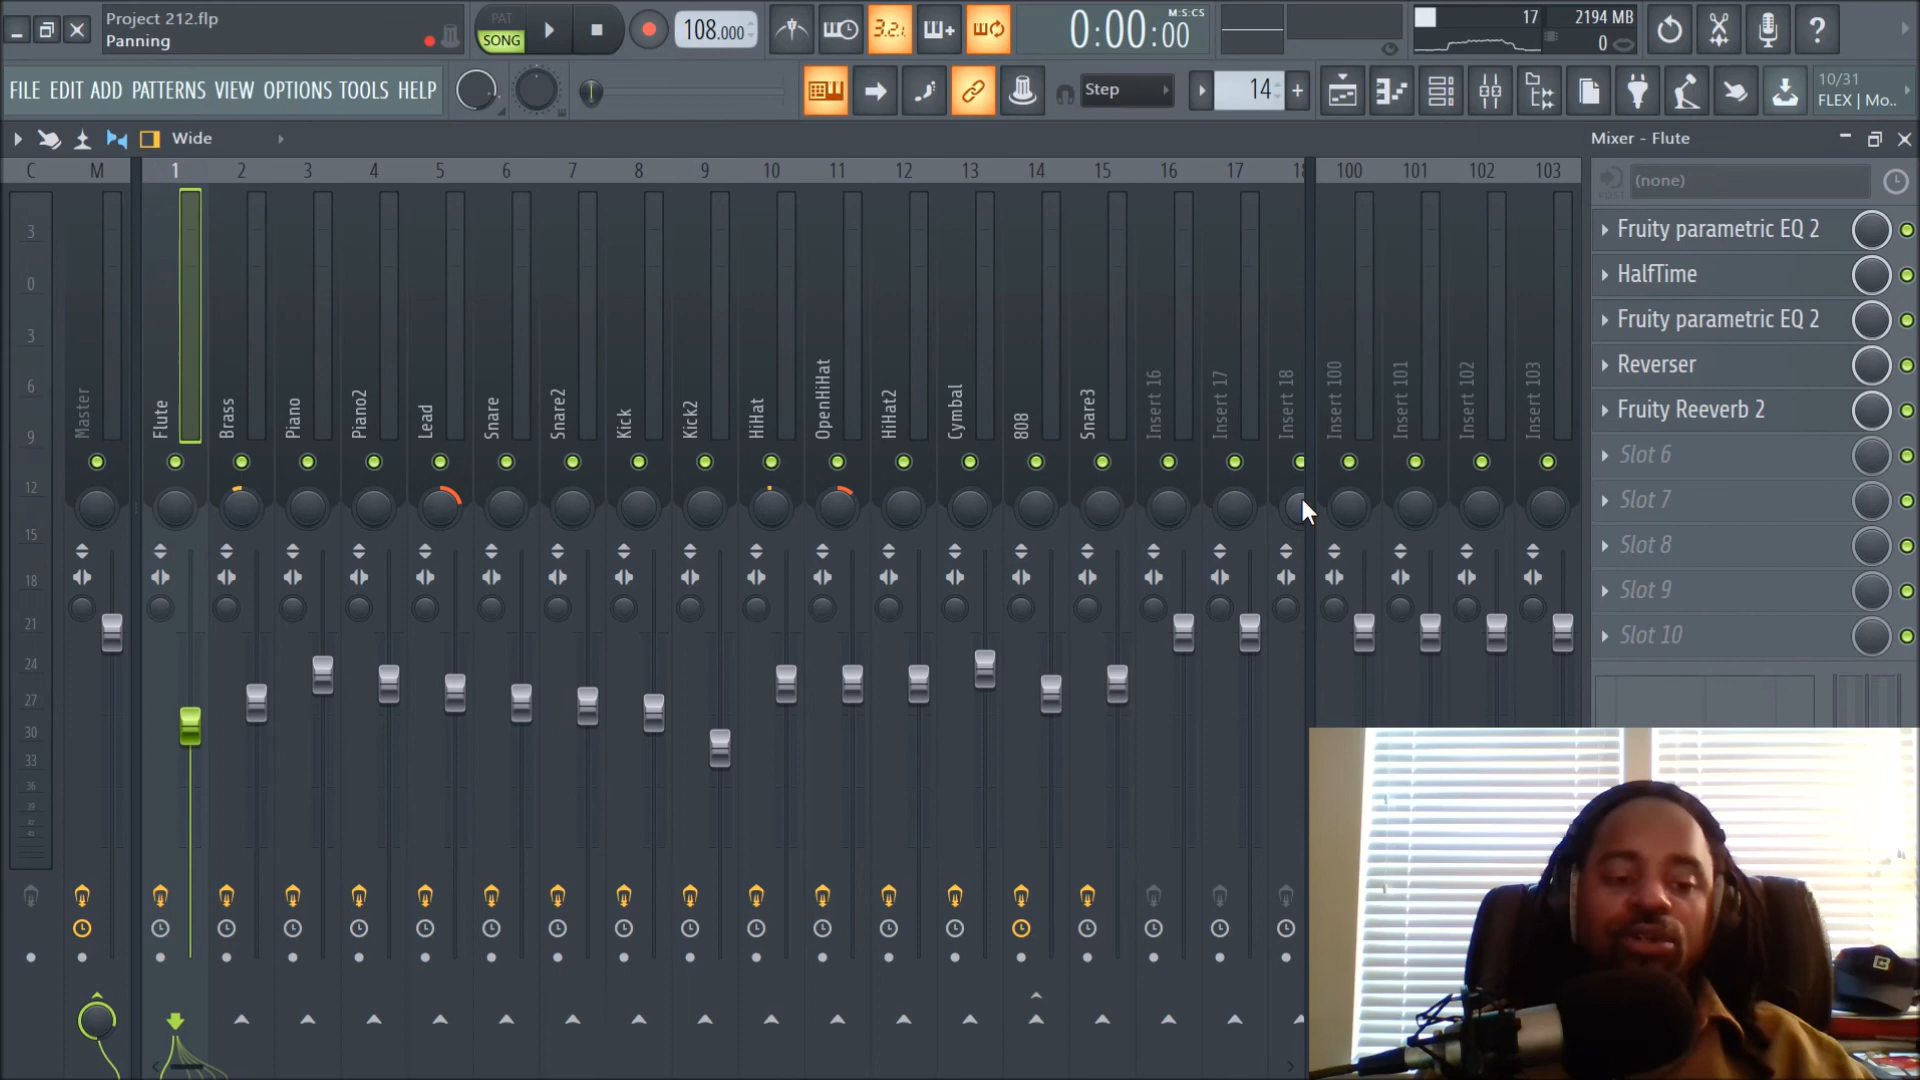 Project 212.flp
Panning
PAT
SONG
108.000
3.2.
M:S:CS
0:00:00
17
2194 MB
0
?
FILE EDIT ADD PATTERNS VIEW OPTIONS TOOLS HELP
Step
14
+
10/31
FLEX | Mo..
Wide
Mixer - Flute
C M 1 2 3 4 5 6 7 8 9 10 11 12 13 14 15 16 17 18 100 101 102 103
(none)
POST
Fruity parametric EQ 2
HalfTime
Fruity parametric EQ 2
Reverser
Fruity Reeverb 2
Slot 6
Slot 7
Slot 8
Slot 9
Slot 10
3
0
3
6
9
12
15
18
21
24
27
30
33
36
39
Master
Flute
Brass
Piano
Piano2
Lead
Snare
Snare2
Kick
Kick2
HiHat
OpenHiHat
HiHat2
Cymbal
808
Snare3
Insert 16
Insert 17
Insert 18
Insert 100
Insert 101
Insert 102
Insert 103